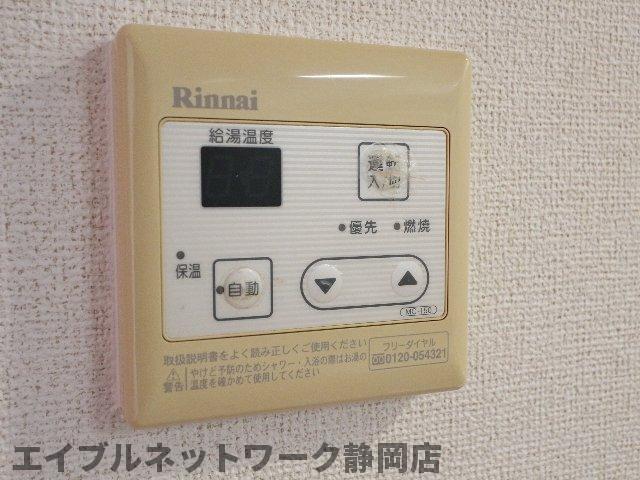 Rinnai
給湯温度
運転
入/切
優先
燃焼
保温
自動
MC-150
取扱説明書をよく読み正しくご使用ください
フリーダイヤル
0120-054321
警告
やけど予防のためシャワー・入浴の際はお湯の
温度を確かめて使用してください
エイブルネットワーク静岡店